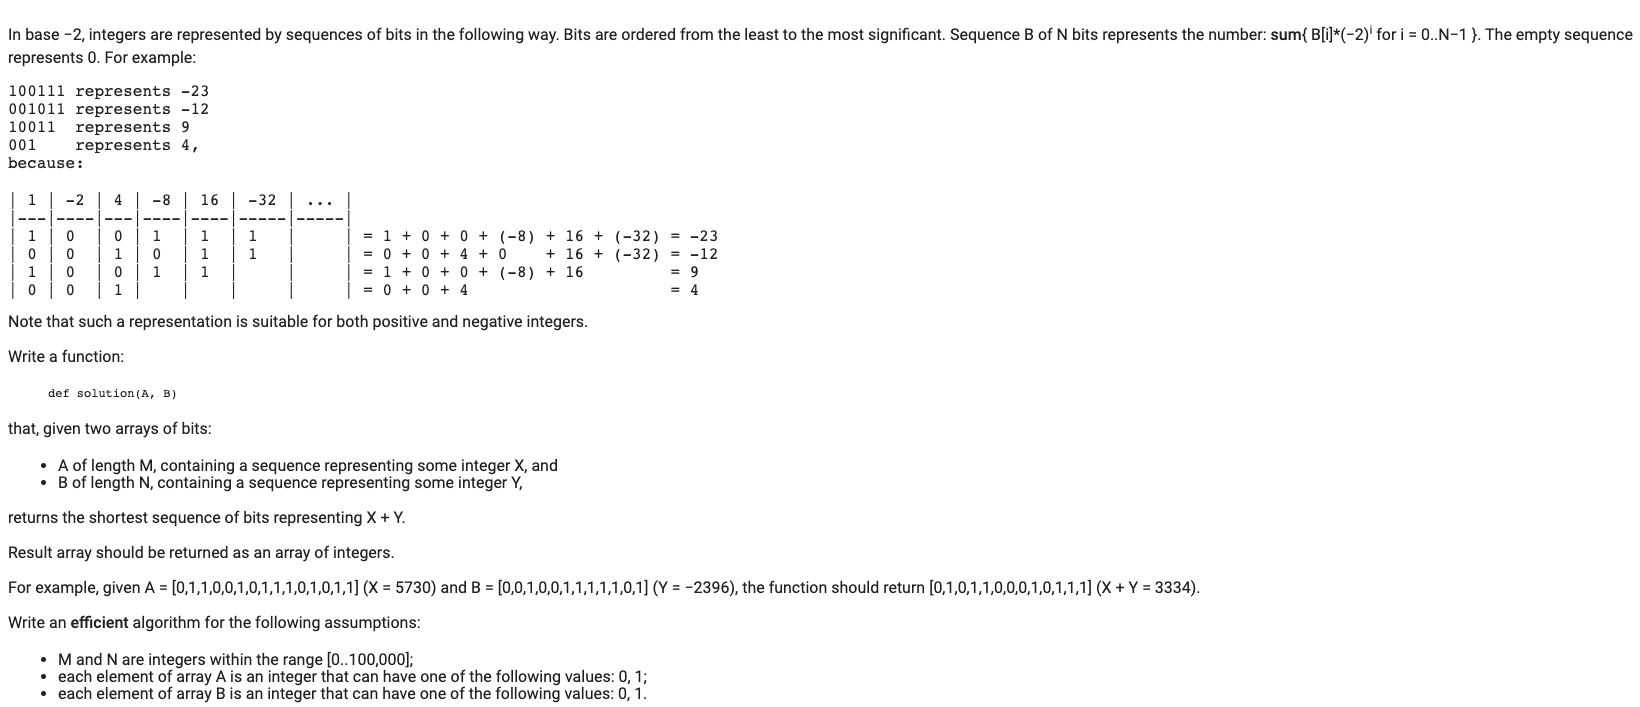 In base −2, integers are represented by sequences of bits in the following way. Bits are ordered from the least to the most significant. Sequence B of N bits represents the number: sum{ B[i]*(−2)ⁱ for i = 0..N−1 }. The empty sequence
represents 0. For example:
100111 represents -23
001011 represents -12
10011  represents 9
001    represents 4,
because:
| 1 | -2 | 4 | -8 | 16 | -32 | ... |
|---|----|---|----|----|-----|-----|
| 1 | 0  | 0 | 1  | 1  | 1   |     | = 1 + 0 + 0 + (-8) + 16 + (-32) = -23
| 0 | 0  | 1 | 0  | 1  | 1   |     | = 0 + 0 + 4 + 0    + 16 + (-32) = -12
| 1 | 0  | 0 | 1  | 1  |     |     | = 1 + 0 + 0 + (-8) + 16         = 9
| 0 | 0  | 1 |    |    |     |     | = 0 + 0 + 4                     = 4
Note that such a representation is suitable for both positive and negative integers.
Write a function:
def solution(A, B)
that, given two arrays of bits:
• A of length M, containing a sequence representing some integer X, and
• B of length N, containing a sequence representing some integer Y,
returns the shortest sequence of bits representing X + Y.
Result array should be returned as an array of integers.
For example, given A = [0,1,1,0,0,1,0,1,1,1,0,1,0,1,1] (X = 5730) and B = [0,0,1,0,0,1,1,1,1,1,0,1] (Y = −2396), the function should return [0,1,0,1,1,0,0,0,1,0,1,1,1] (X + Y = 3334).
Write an efficient algorithm for the following assumptions:
• M and N are integers within the range [0..100,000];
• each element of array A is an integer that can have one of the following values: 0, 1;
• each element of array B is an integer that can have one of the following values: 0, 1.